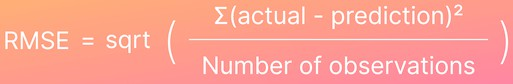 Σ(actual - prediction)²
RMSE = sqrt ( )
Number of observations